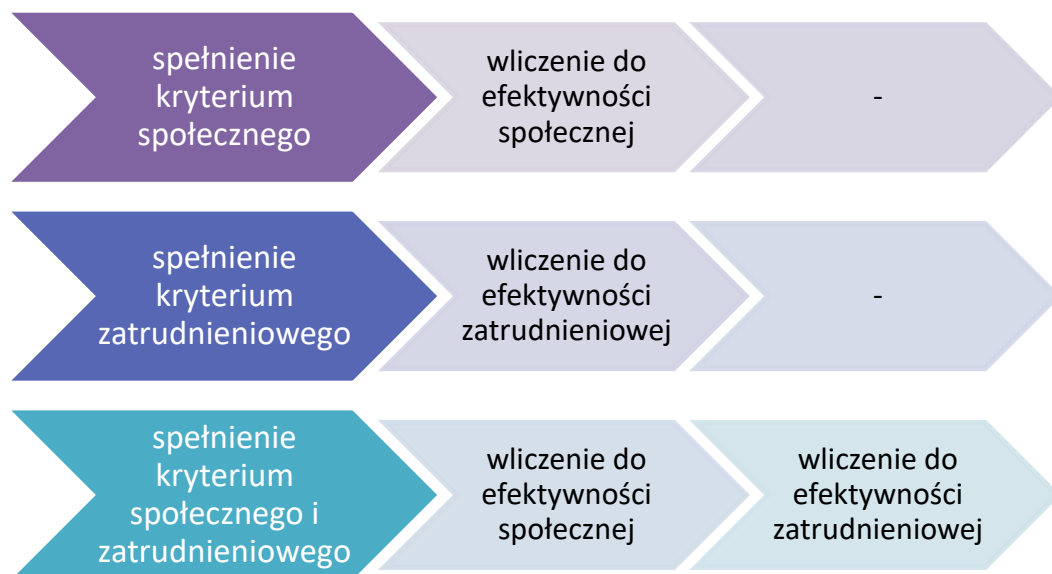 spełnienie
kryterium
społecznego
wliczenie do
efektywności
społecznej
-
spełnienie
kryterium
zatrudnieniowego
wliczenie do
efektywności
zatrudnieniowej
-
spełnienie
kryterium
społecznego i
zatrudnieniowego
wliczenie do
efektywności
społecznej
wliczenie do
efektywności
zatrudnieniowej